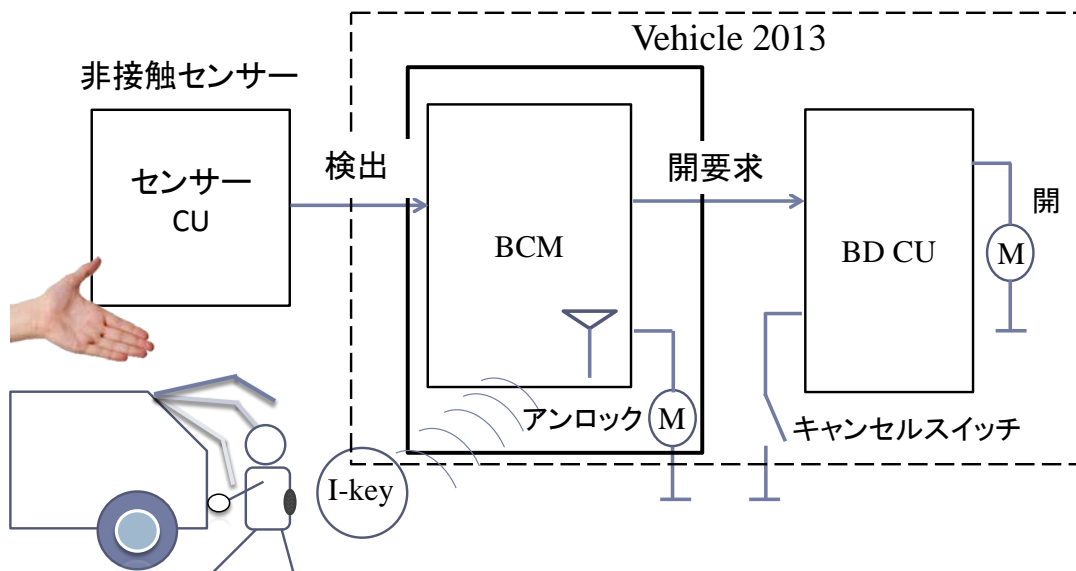 Vehicle 2013
非接触センサー
センサー
CU
検出
BCM
開要求
BD CU
開
M
アンロック
M
キャンセルスイッチ
I-key